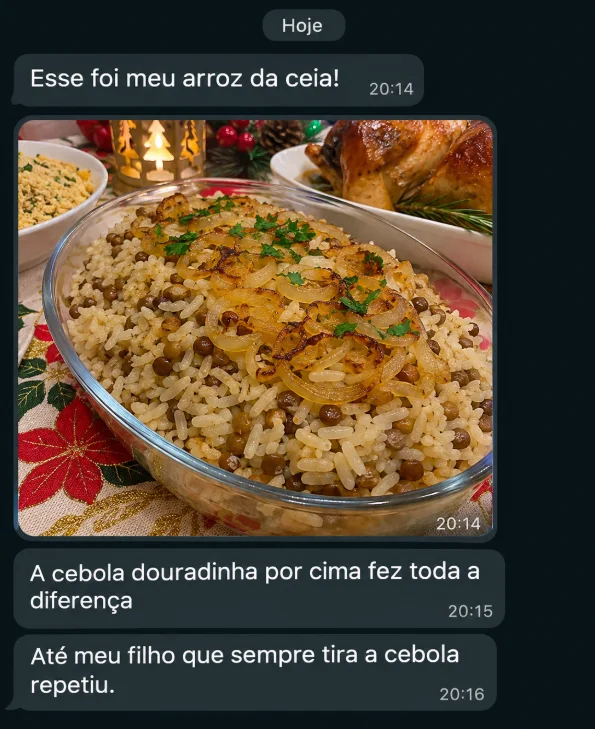 Hoje
Esse foi meu arroz da ceia!
20:14
20:14
A cebola douradinha por cima fez toda a
diferença
20:15
Até meu filho que sempre tira a cebola
repetiu.
20:16